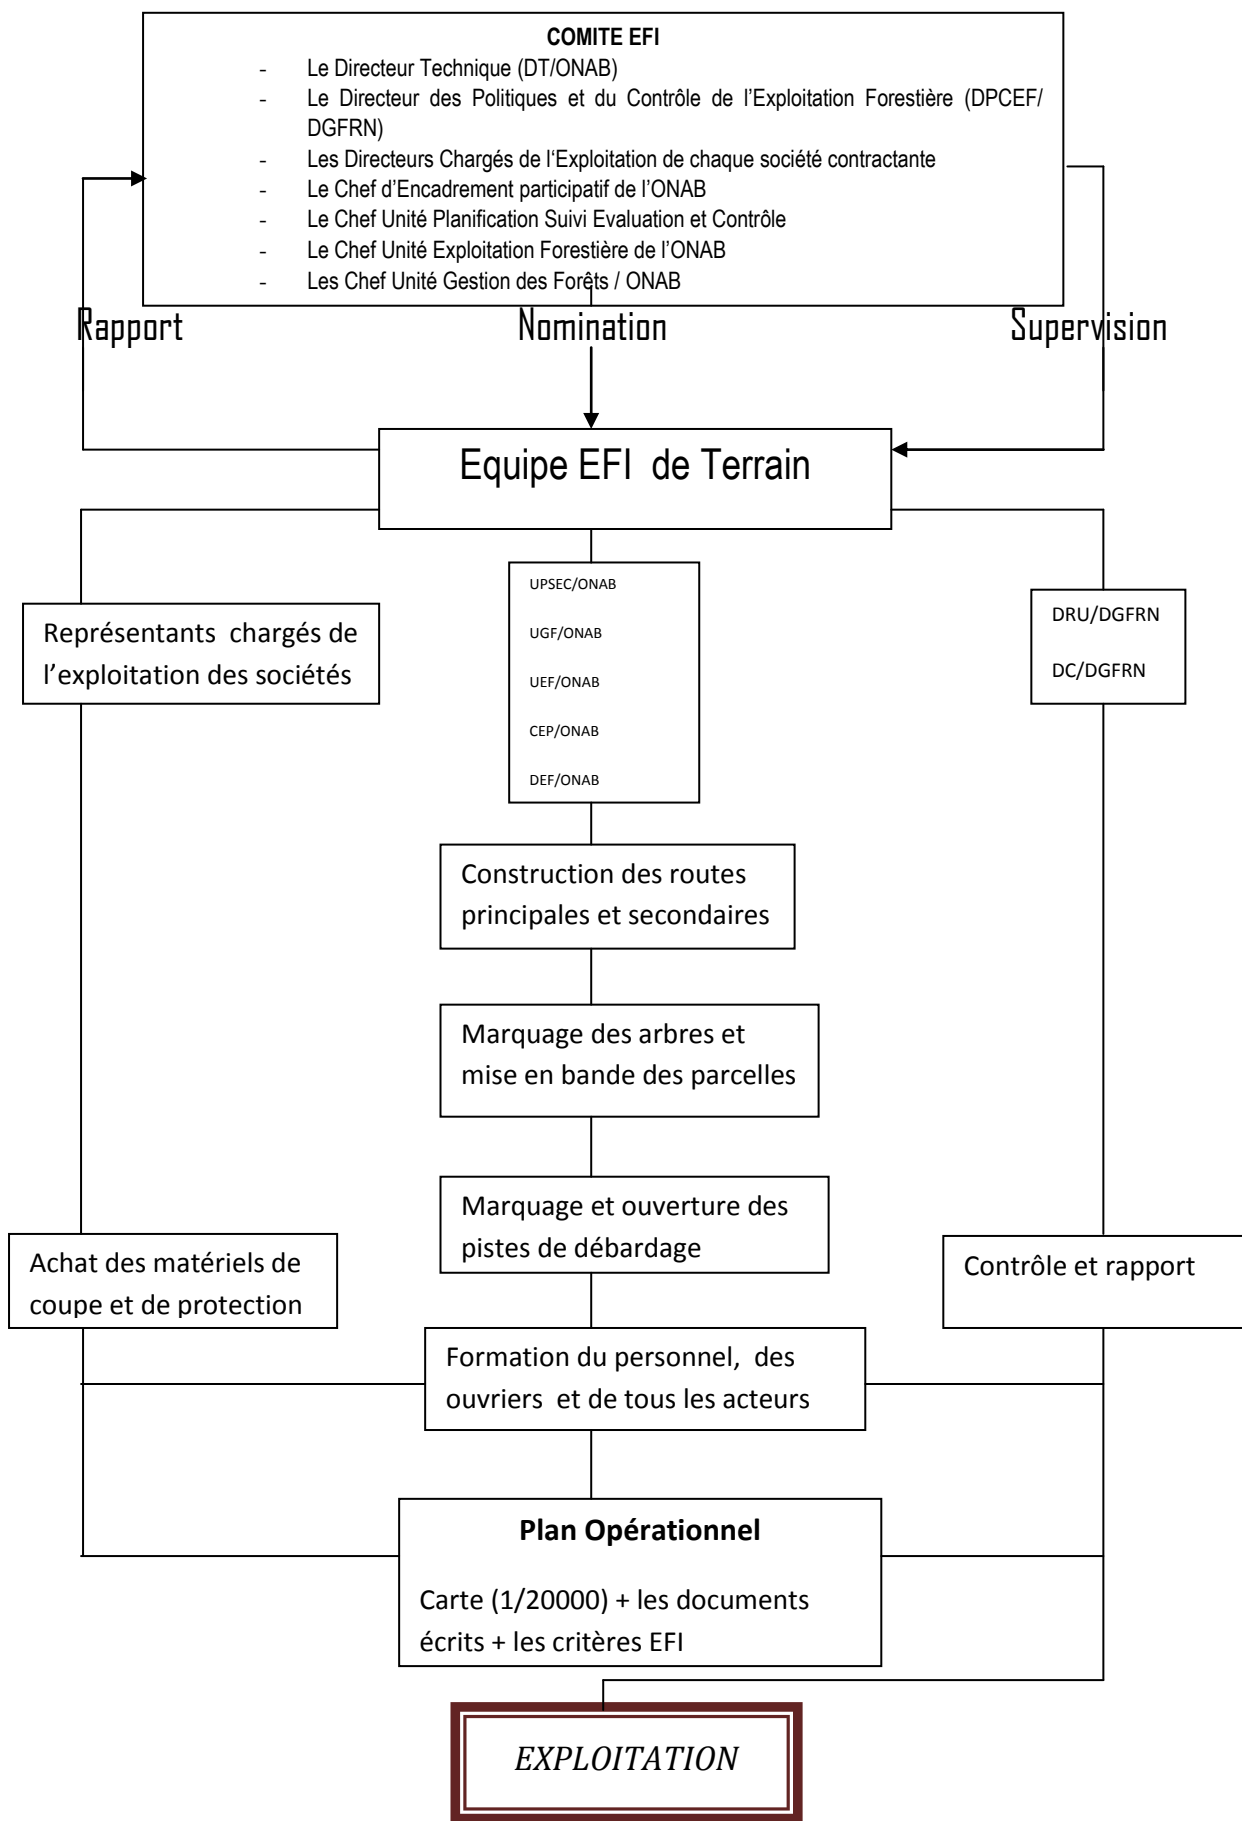 COMITE EFI
- Le Directeur Technique (DT/ONAB)
- Le Directeur des Politiques et du Contrôle de l'Exploitation Forestière (DPCEF/
DGFRN)
- Les Directeurs Chargés de l'Exploitation de chaque société contractante
- Le Chef d'Encadrement participatif de l'ONAB
- Le Chef Unité Planification Suivi Evaluation et Contrôle
- Le Chef Unité Exploitation Forestière de l'ONAB
- Les Chef Unité Gestion des Forêts / ONAB
Rapport
Nomination
Supervision
Equipe EFI de Terrain
Représentants chargés de
l'exploitation des sociétés
UPSEC/ONAB
UGF/ONAB
UEF/ONAB
CEP/ONAB
DEF/ONAB
DRU/DGFRN
DC/DGFRN
Construction des routes
principales et secondaires
Marquage des arbres et
mise en bande des parcelles
Marquage et ouverture des
pistes de débardage
Achat des matériels de
coupe et de protection
Contrôle et rapport
Formation du personnel, des
ouvriers et de tous les acteurs
Plan Opérationnel
Carte (1/20000) + les documents
écrits + les critères EFI
EXPLOITATION